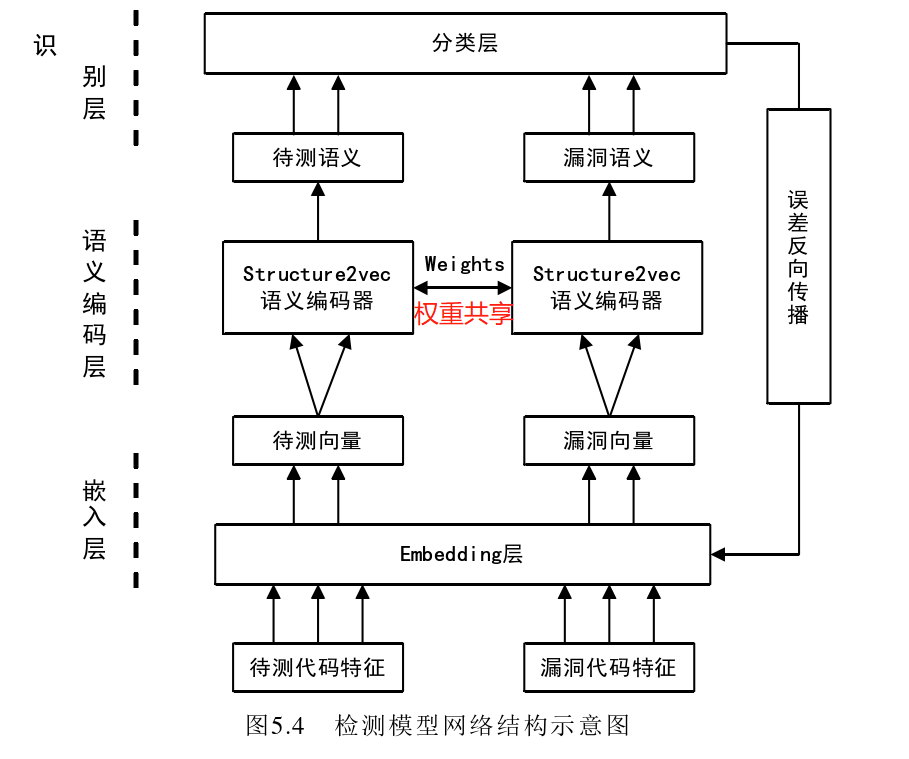 识别层
分类层
待测语义
漏洞语义
误差反向传播
语义编码层
Structure2vec
语义编码器
Weights
权重共享
Structure2vec
语义编码器
待测向量
漏洞向量
嵌入层
Embedding层
待测代码特征
漏洞代码特征
图5.4 检测模型网络结构示意图